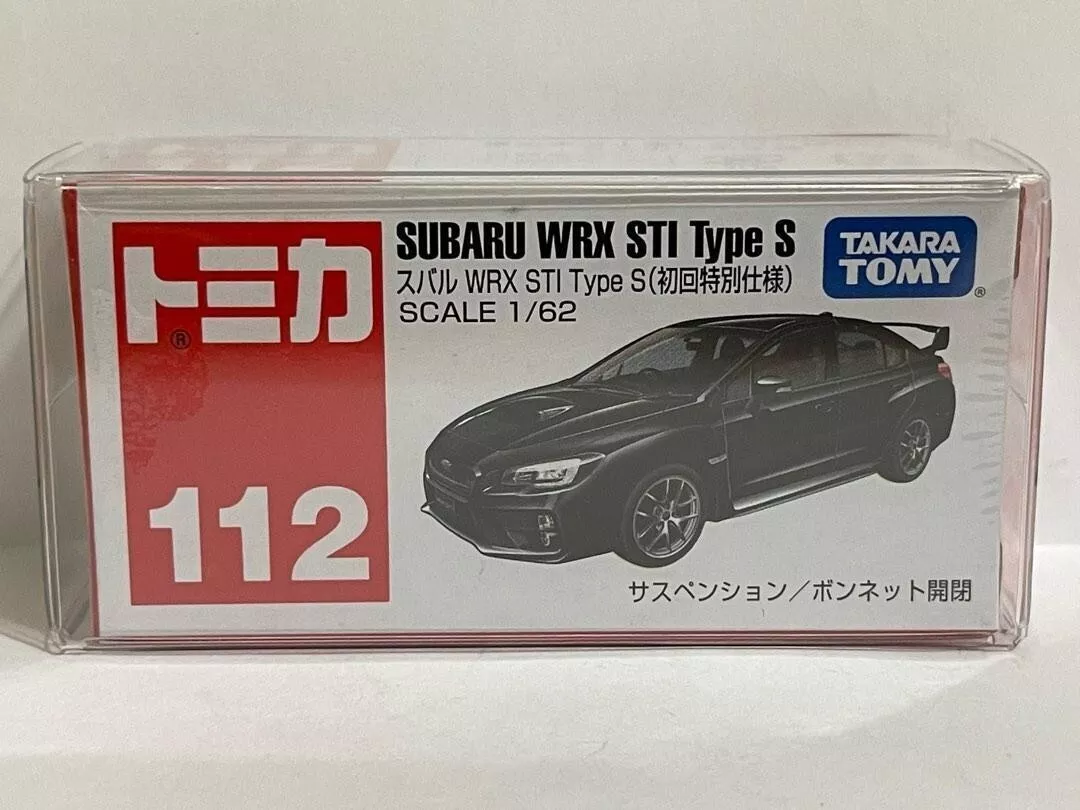 トミカ
®
112
SUBARU WRX STI Type S
スバル WRX STI Type S(初回特別仕様)
SCALE 1/62
TAKARA
TOMY
®
サスペンション/ボンネット開閉